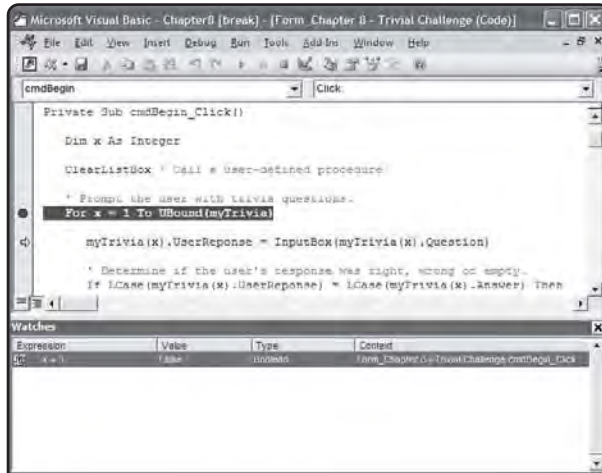 Microsoft Visual Basic - Chapter8 [break] - [Form_Chapter 8 - Trivial Challenge (Code)]
File Edit View Insert Debug Run Tools Add-Ins Window Help
cmdBegin Click
Private Sub cmdBegin_Click()
Dim x As Integer
ClearListBox ' Call a user-defined procedure
' Prompt the user with trivia questions.
For x = 1 To UBound(myTrivia)
myTrivia(x).UserReponse = InputBox(myTrivia(x).Question)
' Determine if the user's response was right, wrong or empty.
If LCase(myTrivia(x).UserReponse) = LCase(myTrivia(x).Answer) Then
Watches
Expression Value Type Context
False Boolean Form_Chapter 8 - Trivial Challenge.cmdBegin_Click